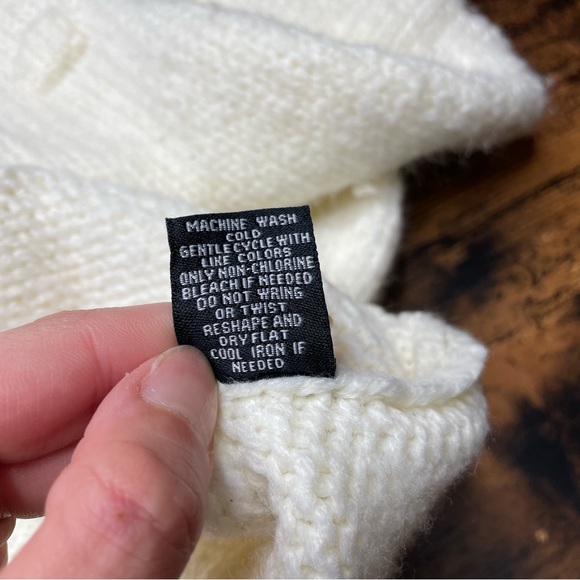 MACHINE WASH
COLD
GENTLE CYCLE WITH
LIKE COLORS
ONLY NON-CHLORINE
BLEACH IF NEEDED
DO NOT WRING
OR TWIST
RESHAPE AND
DRY FLAT
COOL IRON IF
NEEDED